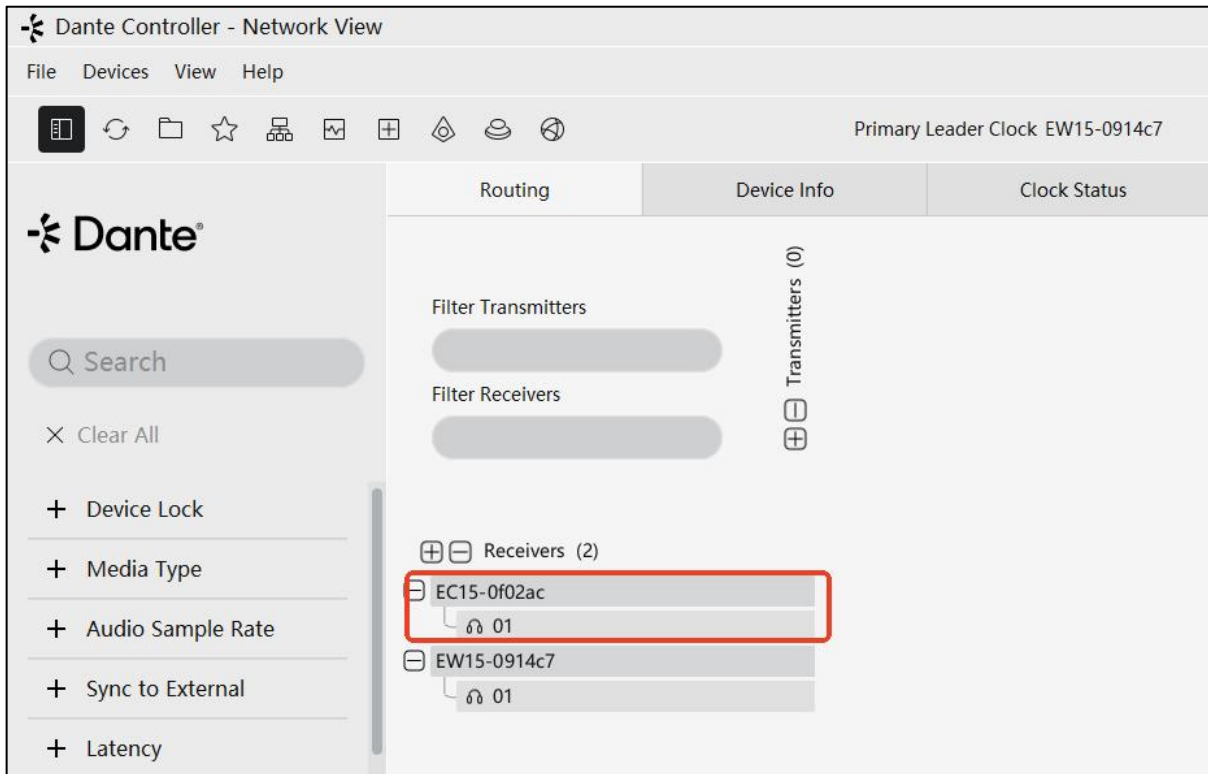 Dante Controller - Network View
File Devices View Help
Primary Leader Clock EW15-0914c7
Routing Device Info Clock Status
Dante®
Search
Clear All
Device Lock
Media Type
Audio Sample Rate
Sync to External
Latency
Filter Transmitters
Filter Receivers
Transmitters (0)
Receivers (2)
EC15-0f02ac
01
EW15-0914c7
01